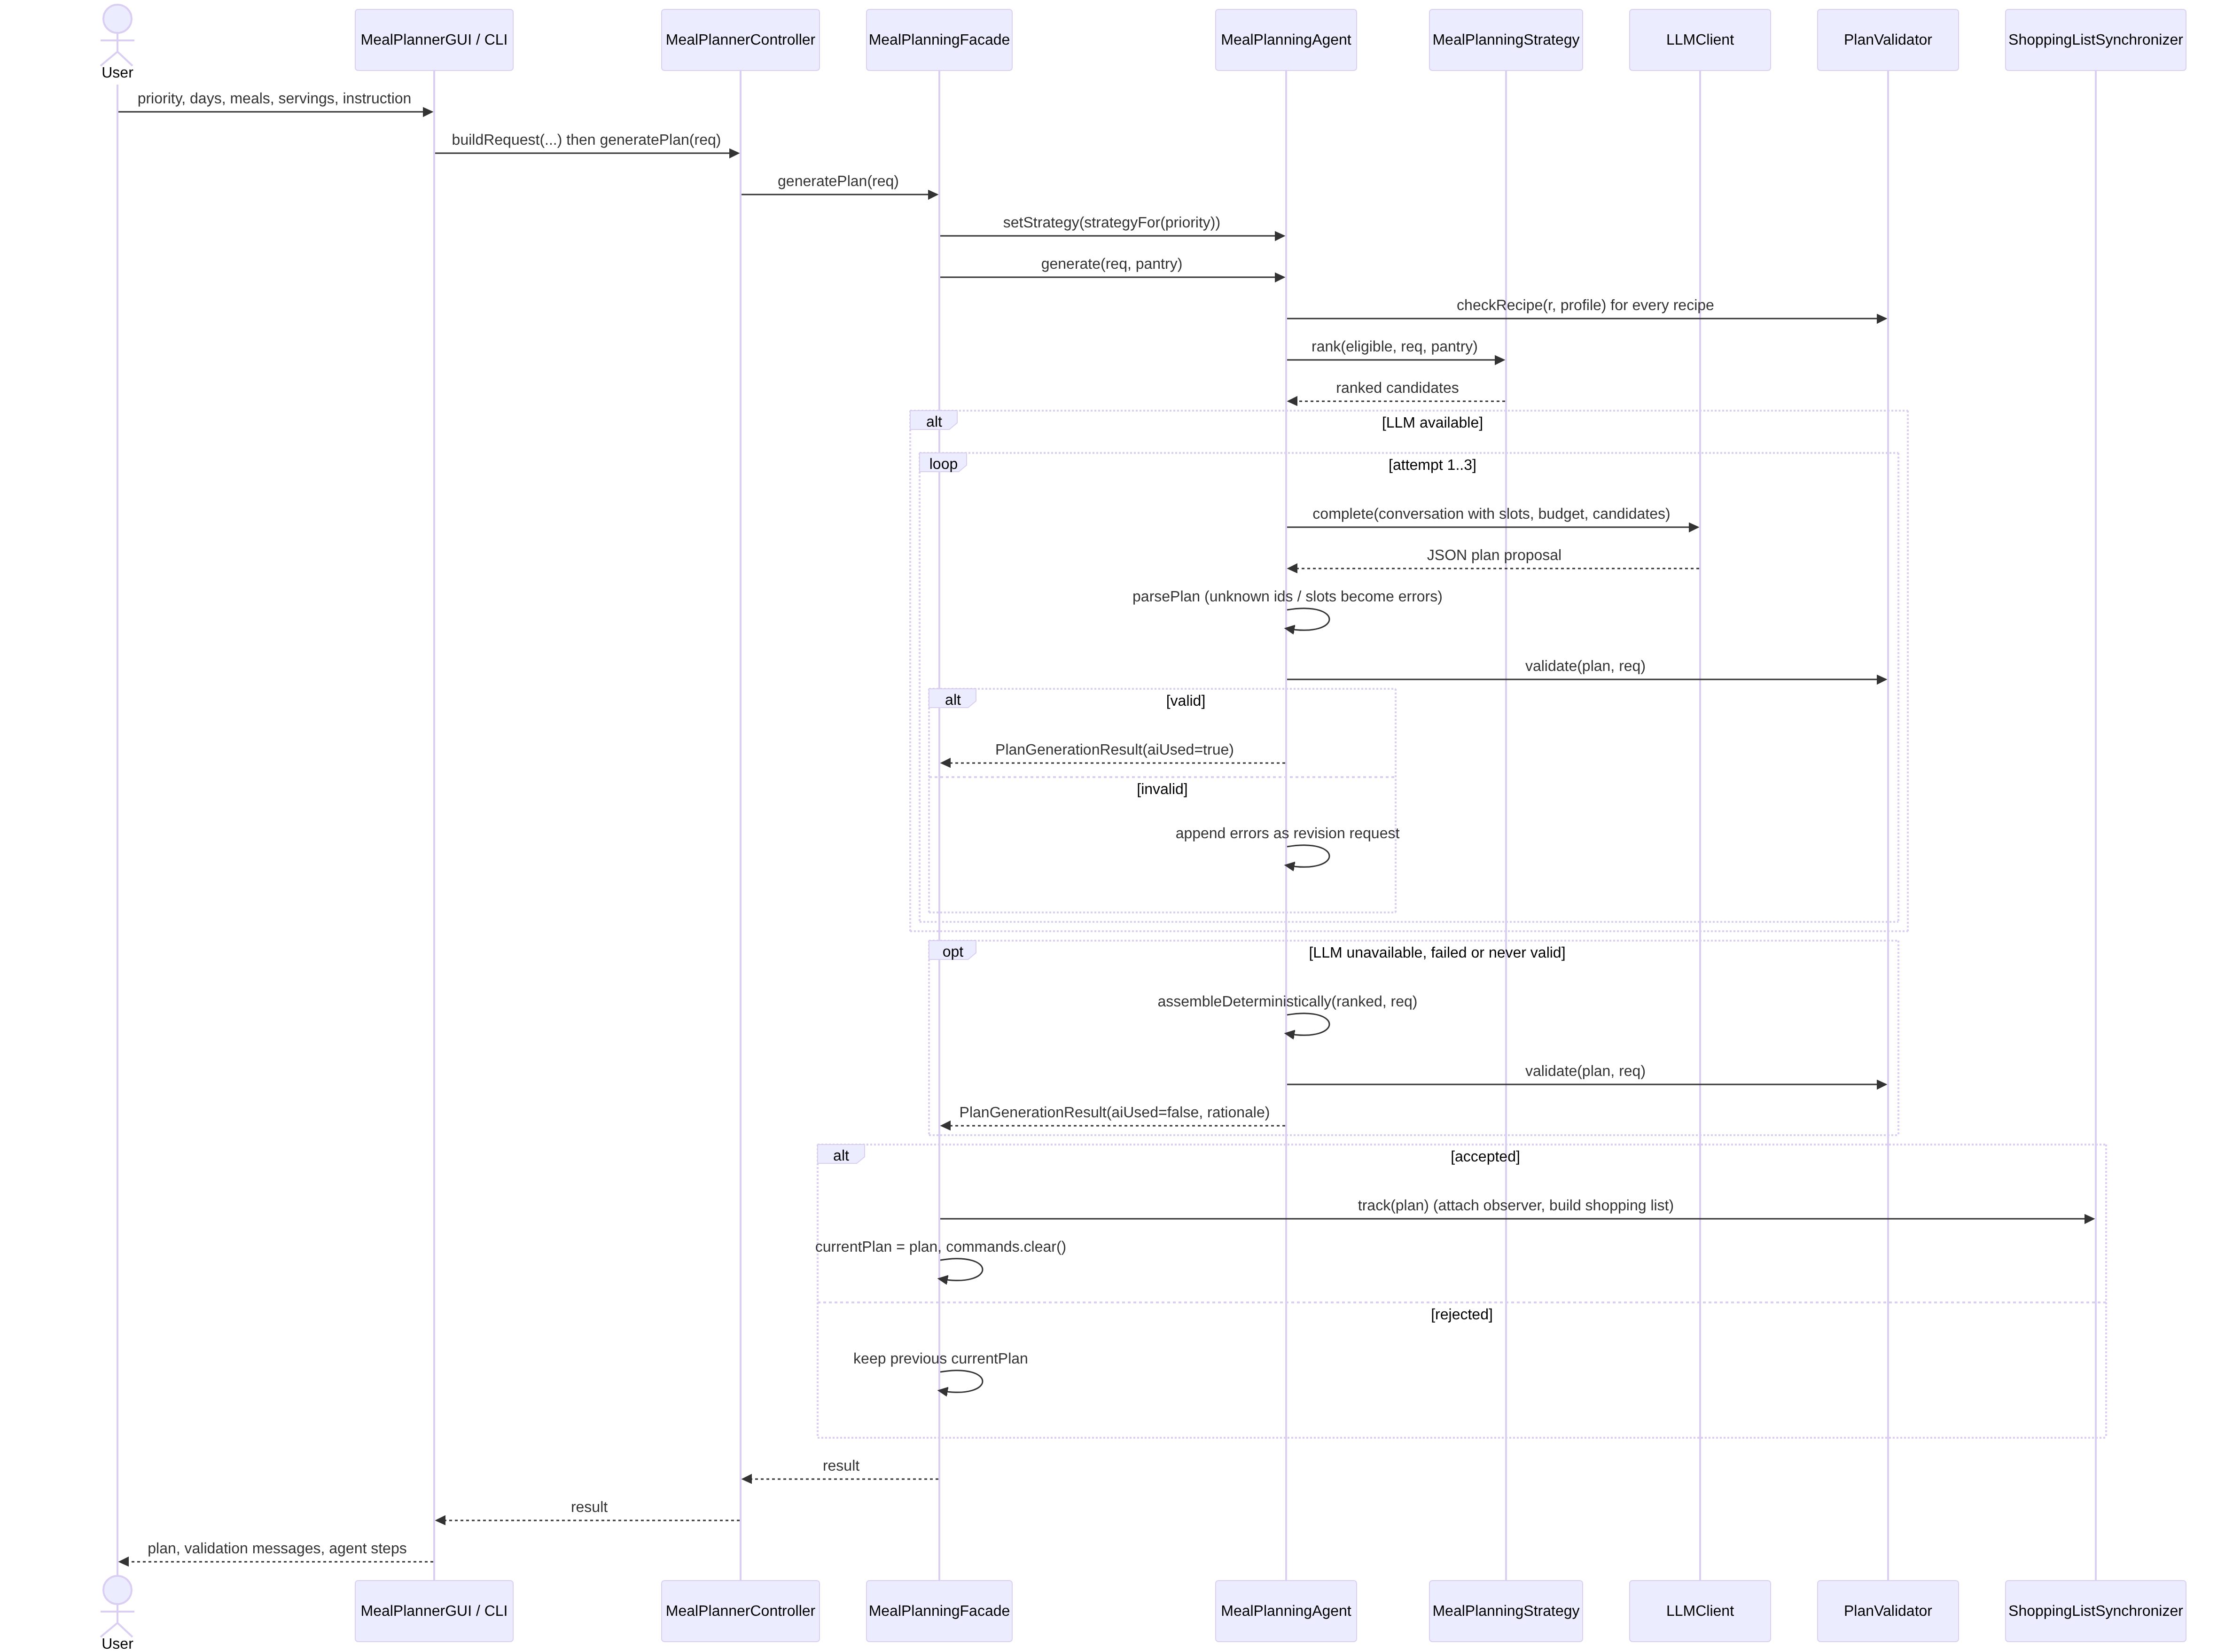 User
MealPlannerGUI / CLI
MealPlannerController
MealPlanningFacade
MealPlanningAgent
MealPlanningStrategy
LLMClient
PlanValidator
ShoppingListSynchronizer
priority, days, meals, servings, instruction
buildRequest(...) then generatePlan(req)
generatePlan(req)
setStrategy(strategyFor(priority))
generate(req, pantry)
checkRecipe(r, profile) for every recipe
rank(eligible, req, pantry)
ranked candidates
alt
[LLM available]
loop
[attempt 1..3]
complete(conversation with slots, budget, candidates)
JSON plan proposal
parsePlan (unknown ids / slots become errors)
validate(plan, req)
alt
[valid]
PlanGenerationResult(aiUsed=true)
[invalid]
append errors as revision request
opt
[LLM unavailable, failed or never valid]
assembleDeterministically(ranked, req)
validate(plan, req)
PlanGenerationResult(aiUsed=false, rationale)
alt
[accepted]
track(plan) (attach observer, build shopping list)
currentPlan = plan, commands.clear()
[rejected]
keep previous currentPlan
result
result
plan, validation messages, agent steps
User
MealPlannerGUI / CLI
MealPlannerController
MealPlanningFacade
MealPlanningAgent
MealPlanningStrategy
LLMClient
PlanValidator
ShoppingListSynchronizer